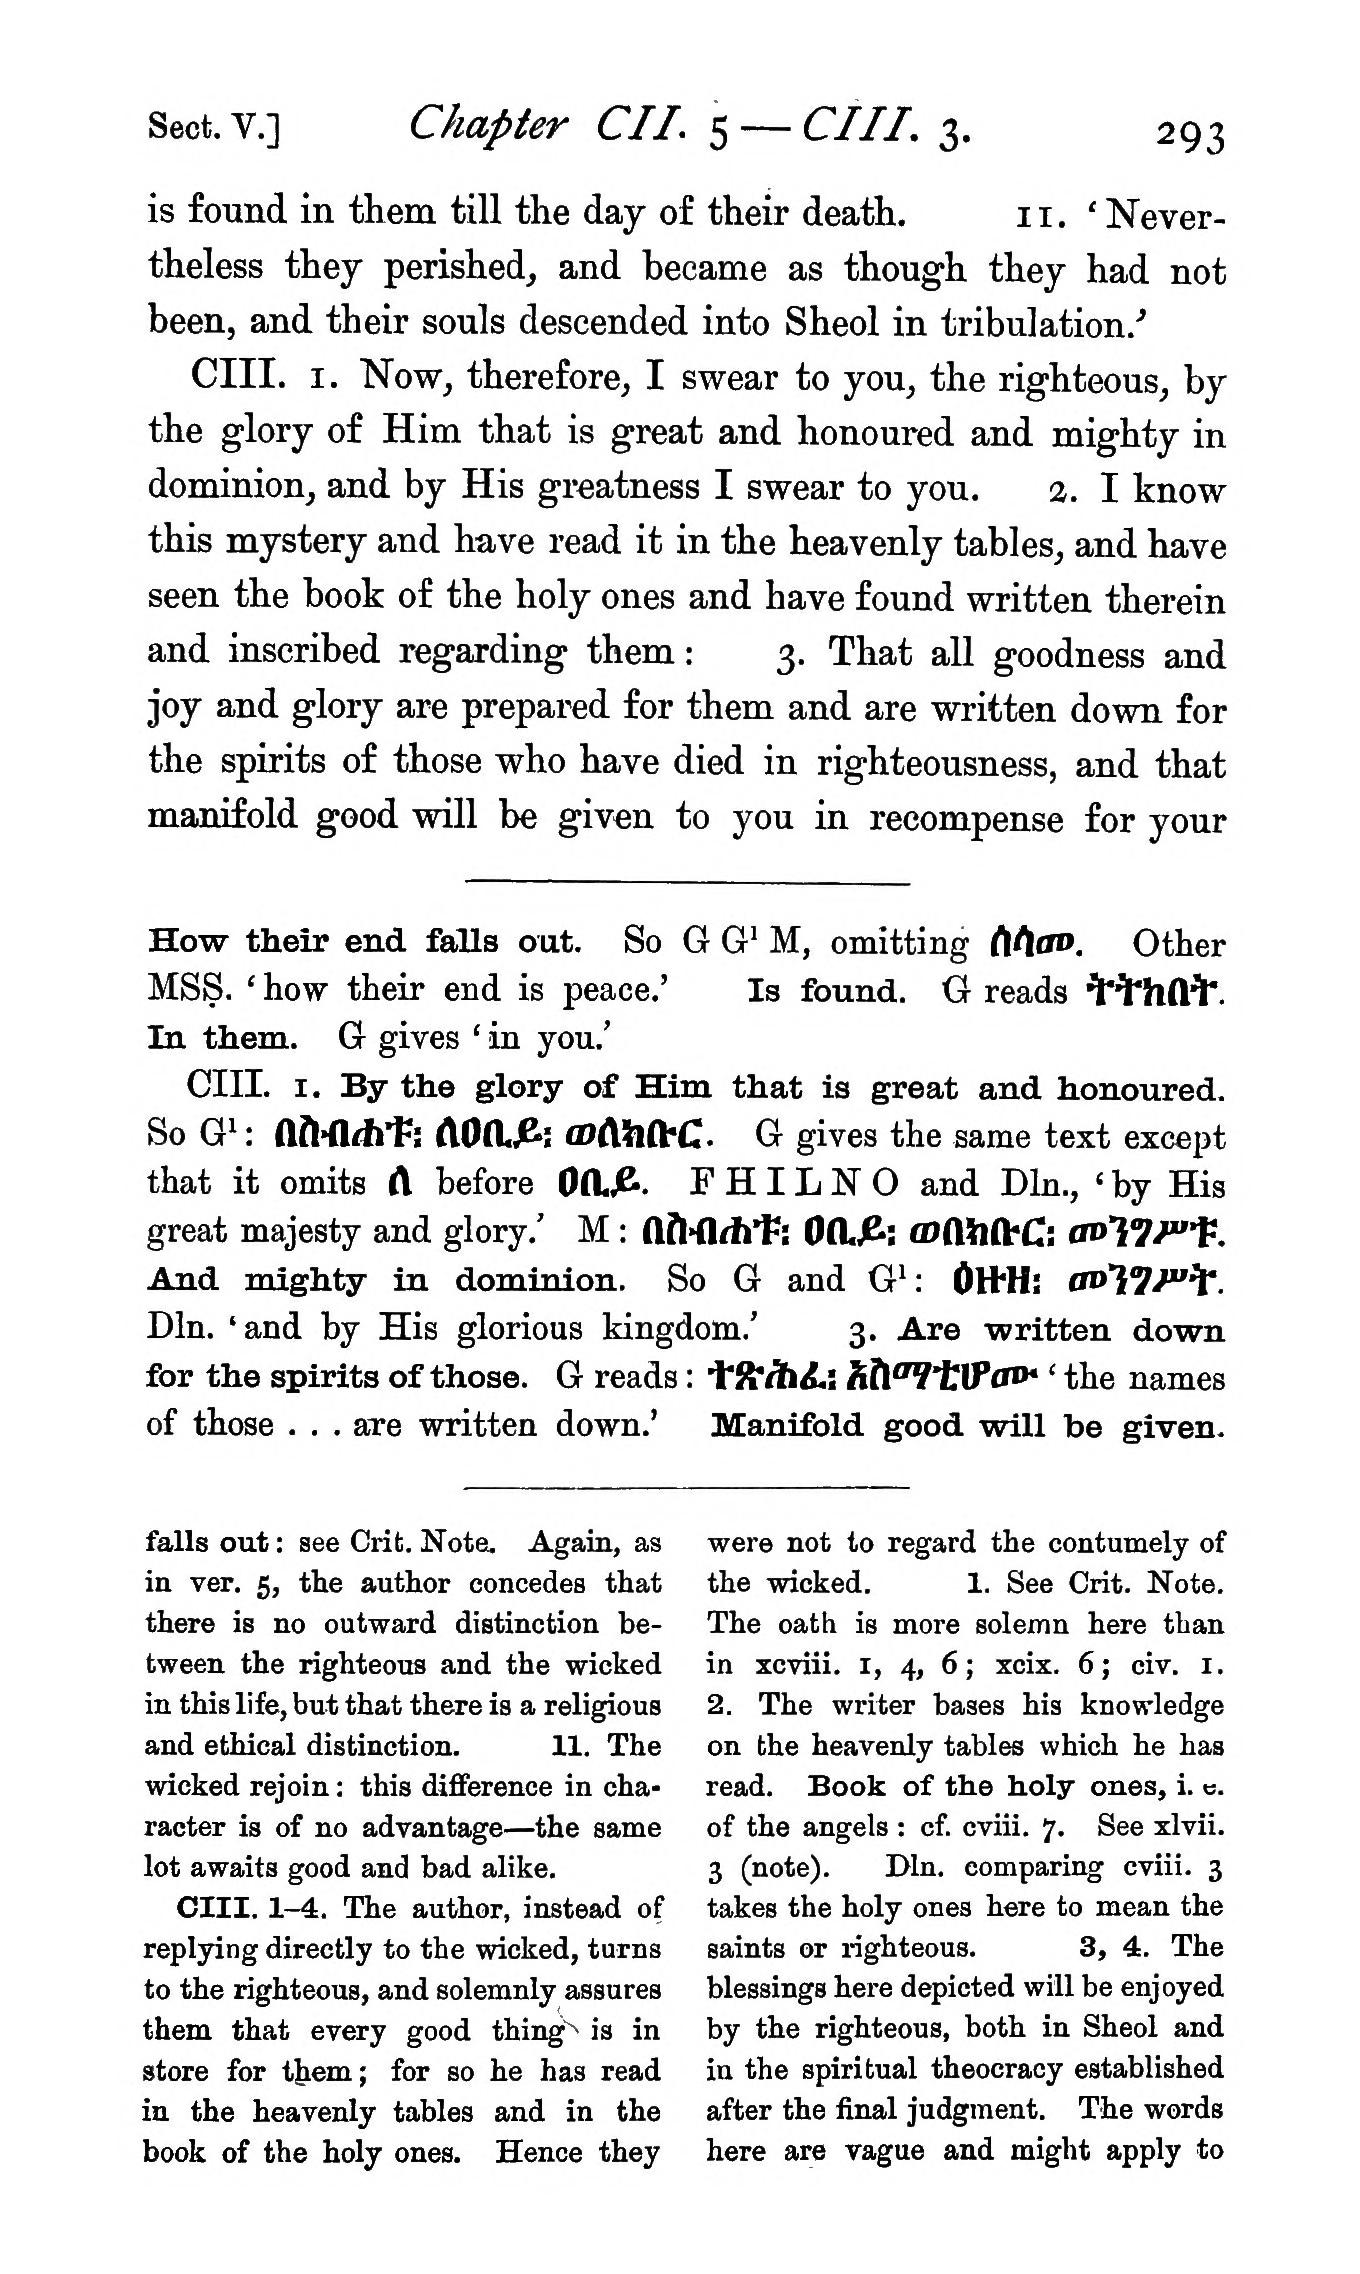 Sect. V.] Chapter CII. 5 — CIII. 3. 293
is found in them till the day of their death. 11. ‘Never-
theless they perished, and became as though they had not
been, and their souls descended into Sheol in tribulation.’
CIII. 1. Now, therefore, I swear to you, the righteous, by
the glory of Him that is great and honoured and mighty in
dominion, and by His greatness I swear to you. 2. I know
this mystery and have read it in the heavenly tables, and have
seen the book of the holy ones and have found written therein
and inscribed regarding them : 3. That all goodness and
joy and glory are prepared for them and are written down for
the spirits of those who have died in righteousness, and that
manifold good will be given to you in recompense for your
How their end falls out. So G G¹ M, omitting ሰላመ. Other
MSS. ‘how their end is peace.’ Is found. G reads ትትከበት.
In them. G gives ‘in you.’
CIII. 1. By the glory of Him that is great and honoured.
So G¹: በስብሐቱ፡ ለዐቢይ፡ ወለክቡር. G gives the same text except
that it omits ለ before ዐቢይ. F H I L N O and Dln., ‘by His
great majesty and glory.’ M : በስብሐቱ፡ ዐቢይ፡ ወበክቡር፡ መንግሥቱ.
And mighty in dominion. So G and G¹: ዕዙዝ፡ መንግሥት.
Dln. ‘and by His glorious kingdom.’ 3. Are written down
for the spirits of those. G reads : ተጽሕፈ፡ አስማቲሆሙ ‘the names
of those . . . are written down.’ Manifold good will be given.
falls out : see Crit. Note. Again, as
in ver. 5, the author concedes that
there is no outward distinction be-
tween the righteous and the wicked
in this life, but that there is a religious
and ethical distinction. 11. The
wicked rejoin : this difference in cha-
racter is of no advantage—the same
lot awaits good and bad alike.
CIII. 1–4. The author, instead of
replying directly to the wicked, turns
to the righteous, and solemnly assures
them that every good thing is in
store for them ; for so he has read
in the heavenly tables and in the
book of the holy ones. Hence they
were not to regard the contumely of
the wicked. 1. See Crit. Note.
The oath is more solemn here than
in xcviii. 1, 4, 6 ; xcix. 6 ; civ. 1.
2. The writer bases his knowledge
on the heavenly tables which he has
read. Book of the holy ones, i. e.
of the angels : cf. cviii. 7. See xlvii.
3 (note). Dln. comparing cviii. 3
takes the holy ones here to mean the
saints or righteous. 3, 4. The
blessings here depicted will be enjoyed
by the righteous, both in Sheol and
in the spiritual theocracy established
after the final judgment. The words
here are vague and might apply to